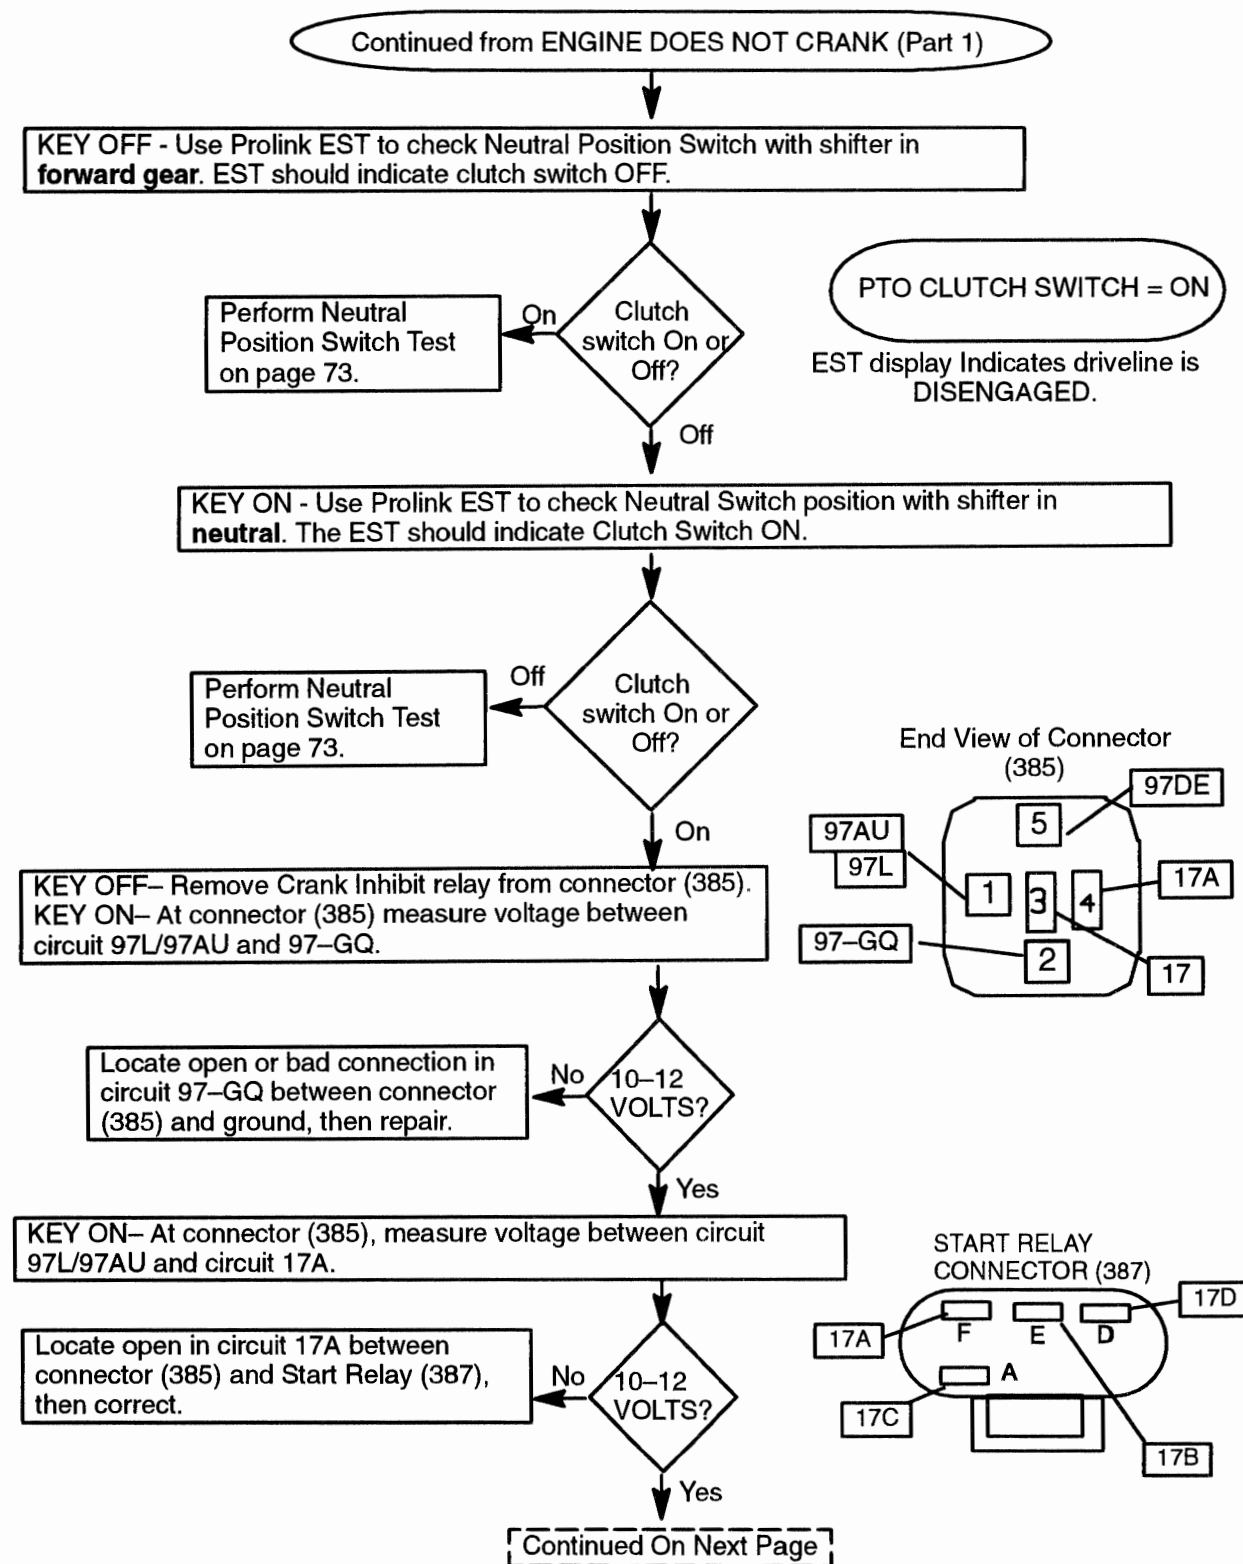 Continued from ENGINE DOES NOT CRANK (Part 1)
KEY OFF - Use Prolink EST to check Neutral Position Switch with shifter in
forward gear. EST should indicate clutch switch OFF.
Perform Neutral
Position Switch Test
on page 73.
On
Clutch
switch On or
Off?
PTO CLUTCH SWITCH = ON
EST display Indicates driveline is
DISENGAGED.
Off
KEY ON - Use Prolink EST to check Neutral Switch position with shifter in
neutral. The EST should indicate Clutch Switch ON.
Perform Neutral
Position Switch Test
on page 73.
Off
Clutch
switch On or
Off?
On
End View of Connector
(385)
97DE
5
97AU
97L
1
3
4
17A
97–GQ
2
17
KEY OFF– Remove Crank Inhibit relay from connector (385).
KEY ON– At connector (385) measure voltage between
circuit 97L/97AU and 97–GQ.
Locate open or bad connection in
circuit 97–GQ between connector
(385) and ground, then repair.
No
10–12
VOLTS?
Yes
KEY ON– At connector (385), measure voltage between circuit
97L/97AU and circuit 17A.
Locate open in circuit 17A between
connector (385) and Start Relay (387),
then correct.
No
10–12
VOLTS?
Yes
START RELAY
CONNECTOR (387)
17D
17A
F
E
D
A
17C
17B
Continued On Next Page